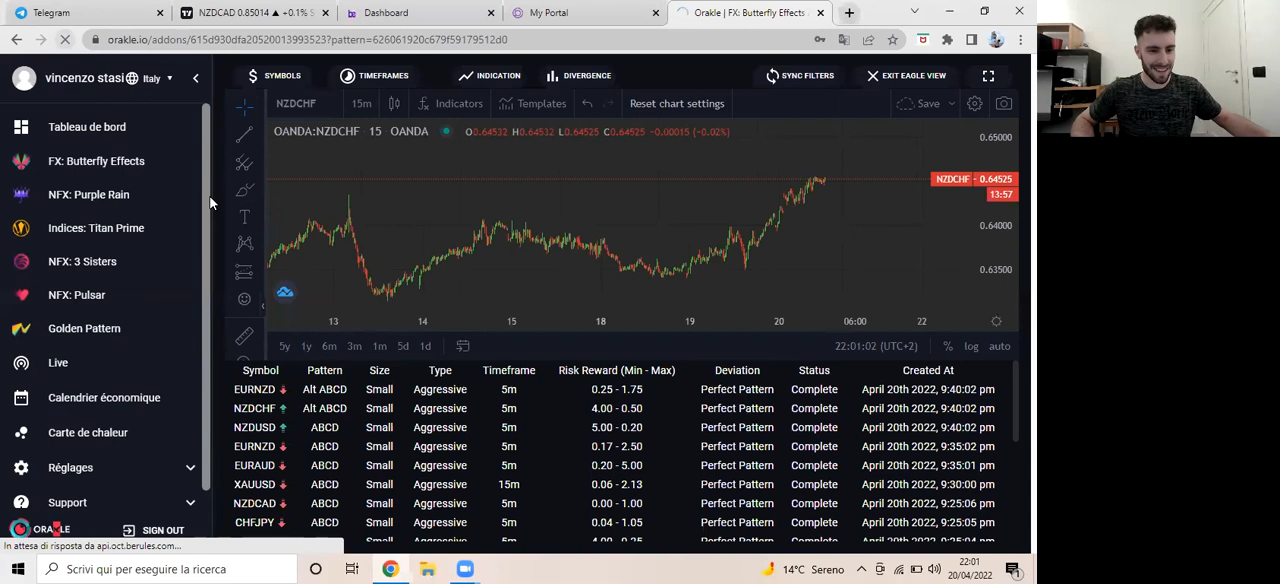 Telegram
NZDCAD 0.85014 ▲ +0.1% S
Dashboard
My Portal
Orakle | FX: Butterfly Effects
orakle.io/addons/615d930dfa205200139935​23?pattern=626061920c679f59179512d0
vincenzo stasi Italy
SYMBOLS TIMEFRAMES INDICATION DIVERGENCE SYNC FILTERS EXIT EAGLE VIEW
NZDCHF 15m Indicators Templates Reset chart settings Save
OANDA:NZDCHF 15 OANDA O0.64532 H0.64532 L0.64525 C0.64525 -0.00015 (-0.02%)
0.65000
NZDCHF 0.64525
13:57
0.64000
0.63500
13 14 15 18 19 20 06:00 22
5y 1y 6m 3m 1m 5d 1d 22:01:02 (UTC+2) % log auto
Tableau de bord
FX: Butterfly Effects
NFX: Purple Rain
Indices: Titan Prime
NFX: 3 Sisters
NFX: Pulsar
Golden Pattern
Live
Calendrier économique
Carte de chaleur
Réglages
Support
ORAKLE SIGN OUT
Symbol Pattern Size Type Timeframe Risk Reward (Min - Max) Deviation Status Created At
EURNZD Alt ABCD Small Aggressive 5m 0.25 - 1.75 Perfect Pattern Complete April 20th 2022, 9:40:02 pm
NZDCHF Alt ABCD Small Aggressive 5m 4.00 - 0.50 Perfect Pattern Complete April 20th 2022, 9:40:02 pm
NZDUSD ABCD Small Aggressive 5m 5.00 - 0.20 Perfect Pattern Complete April 20th 2022, 9:40:02 pm
EURNZD ABCD Small Aggressive 5m 0.17 - 2.50 Perfect Pattern Complete April 20th 2022, 9:35:02 pm
EURAUD ABCD Small Aggressive 5m 0.20 - 5.00 Perfect Pattern Complete April 20th 2022, 9:35:01 pm
XAUUSD ABCD Small Aggressive 15m 0.06 - 2.13 Perfect Pattern Complete April 20th 2022, 9:30:00 pm
NZDCAD ABCD Small Aggressive 5m 0.00 - 1.00 Perfect Pattern Complete April 20th 2022, 9:25:06 pm
CHFJPY ABCD Small Aggressive 5m 0.04 - 1.05 Perfect Pattern Complete April 20th 2022, 9:25:05 pm
In attesa di risposta da api.oct.berules.com...
Scrivi qui per eseguire la ricerca
14°C Sereno
22:01
20/04/2022